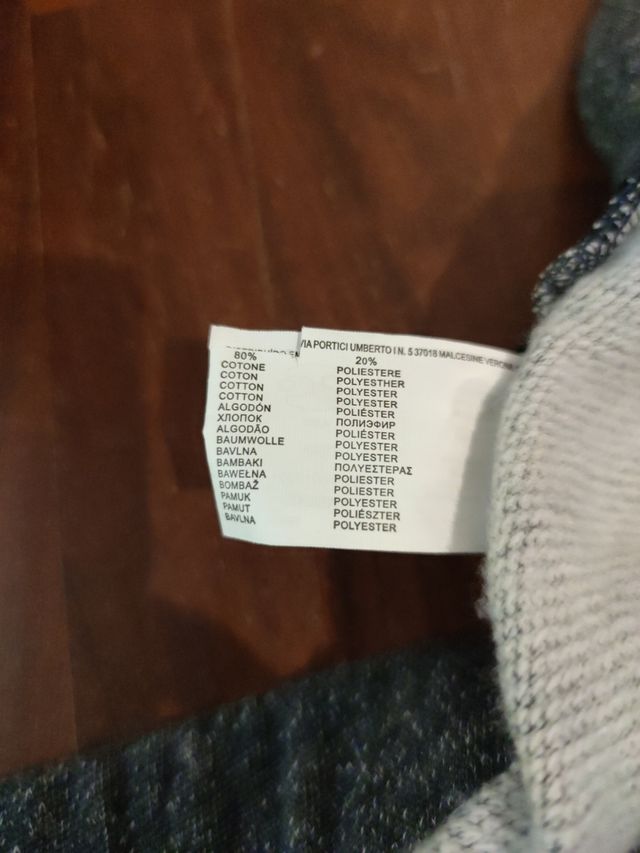 VIA PORTICI UMBERTO I N. 5 37018 MALCESINE VERONA
80% 20%
COTONE POLIESTERE
COTON POLYESTHER
COTTON POLYESTER
COTTON POLYESTER
ALGODÓN POLIÉSTER
ХЛОПОК ПОЛИЭФИР
ALGODÃO POLIÉSTER
BAUMWOLLE POLYESTER
BAVLNA POLYESTER
BAMBAKI ΠΟΛΥΕΣΤΕΡΑΣ
BAWEŁNA POLIESTER
BOMBAŽ POLIESTER
PAMUK POLYESTER
PAMUT POLIÉSZTER
BAVLNA POLYESTER